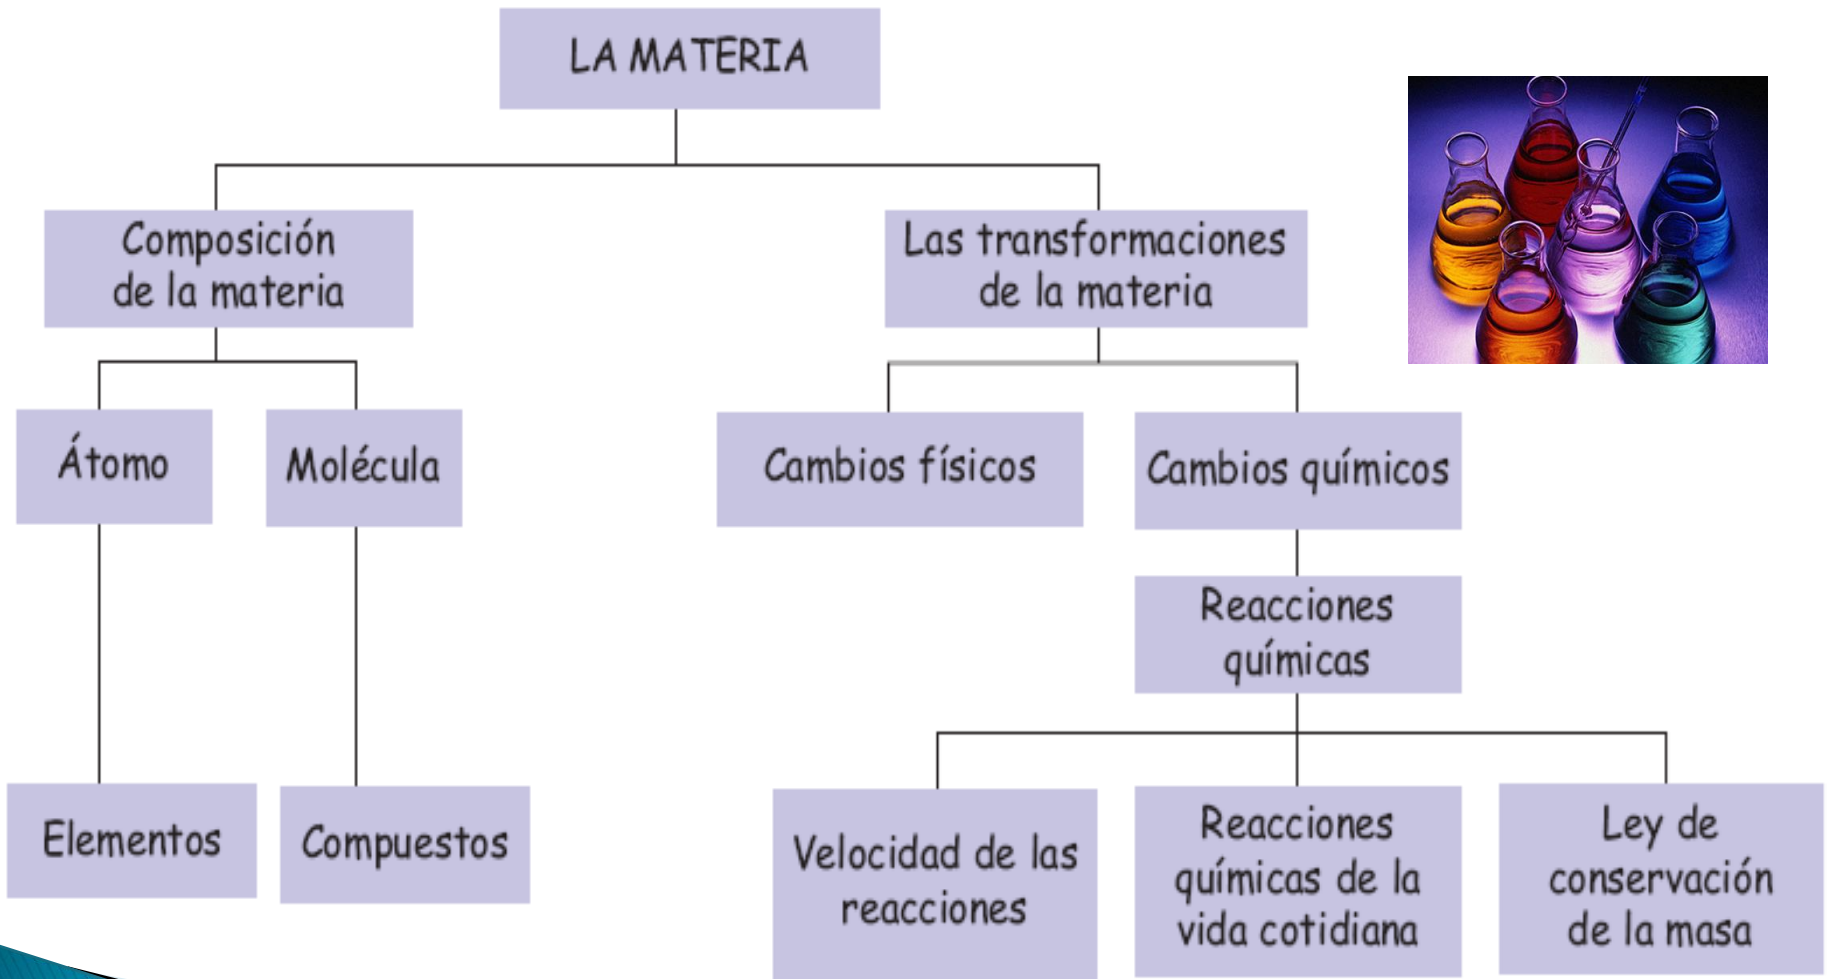 LA MATERIA
Composición
de la materia
Las transformaciones
de la materia
Átomo
Molécula
Cambios físicos
Cambios químicos
Reacciones
químicas
Elementos
Compuestos
Velocidad de las
reacciones
Reacciones
químicas de la
vida cotidiana
Ley de
conservación
de la masa